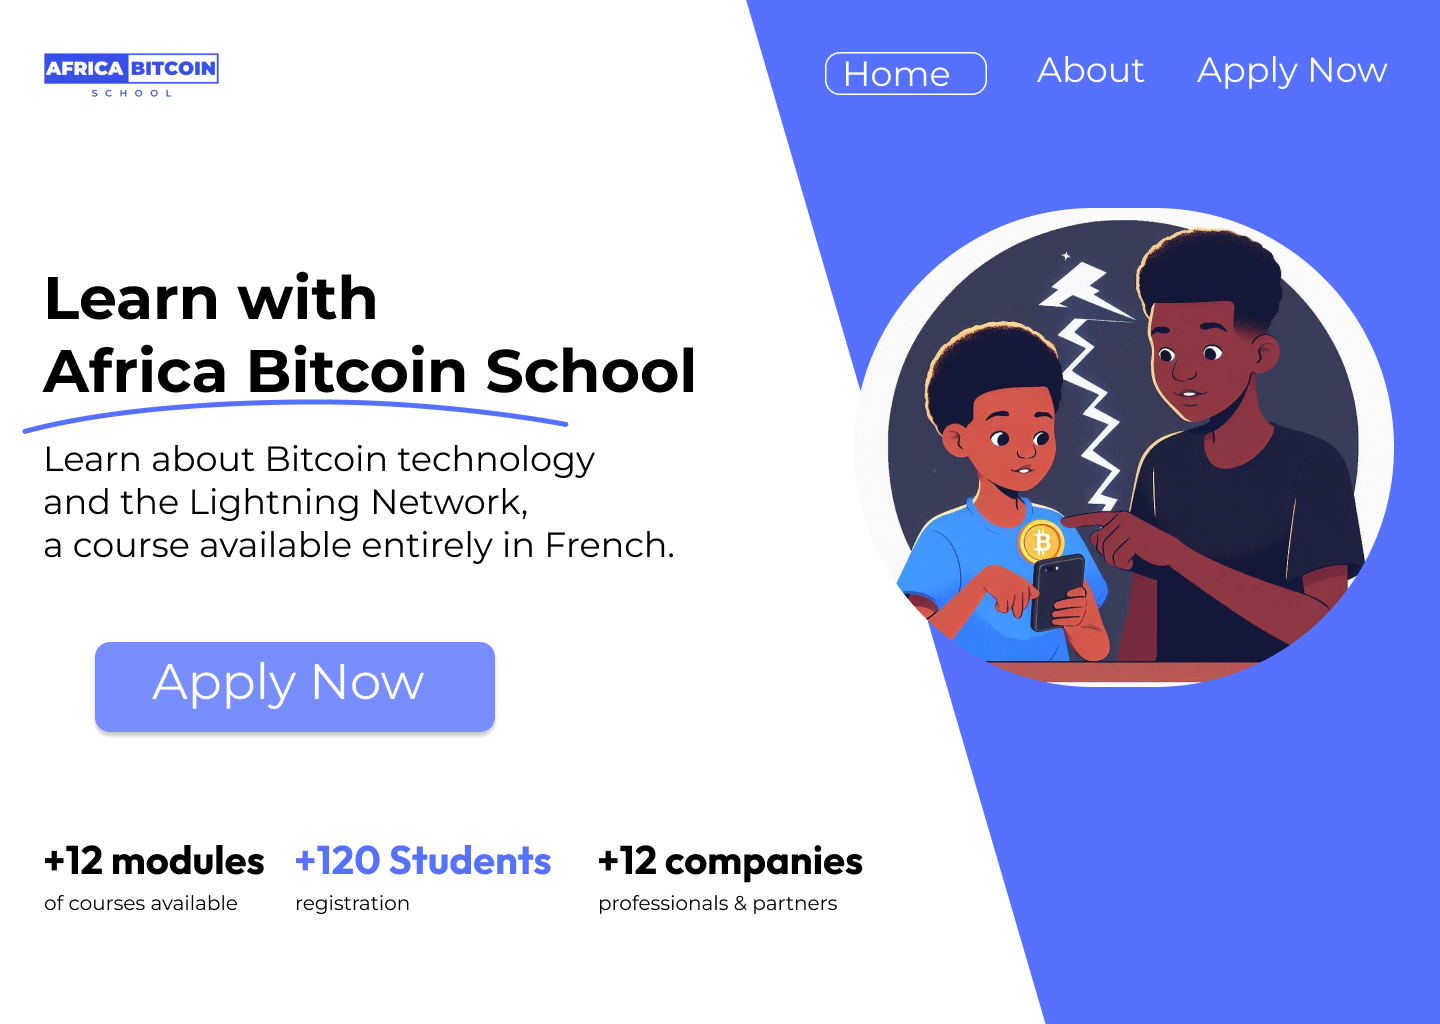 AFRICA BITCOIN
SCHOOL
Home
About
Apply Now
Learn with
Africa Bitcoin School
Learn about Bitcoin technology
and the Lightning Network,
a course available entirely in French.
Apply Now
+12 modules
of courses available
+120 Students
registration
+12 companies
professionals & partners